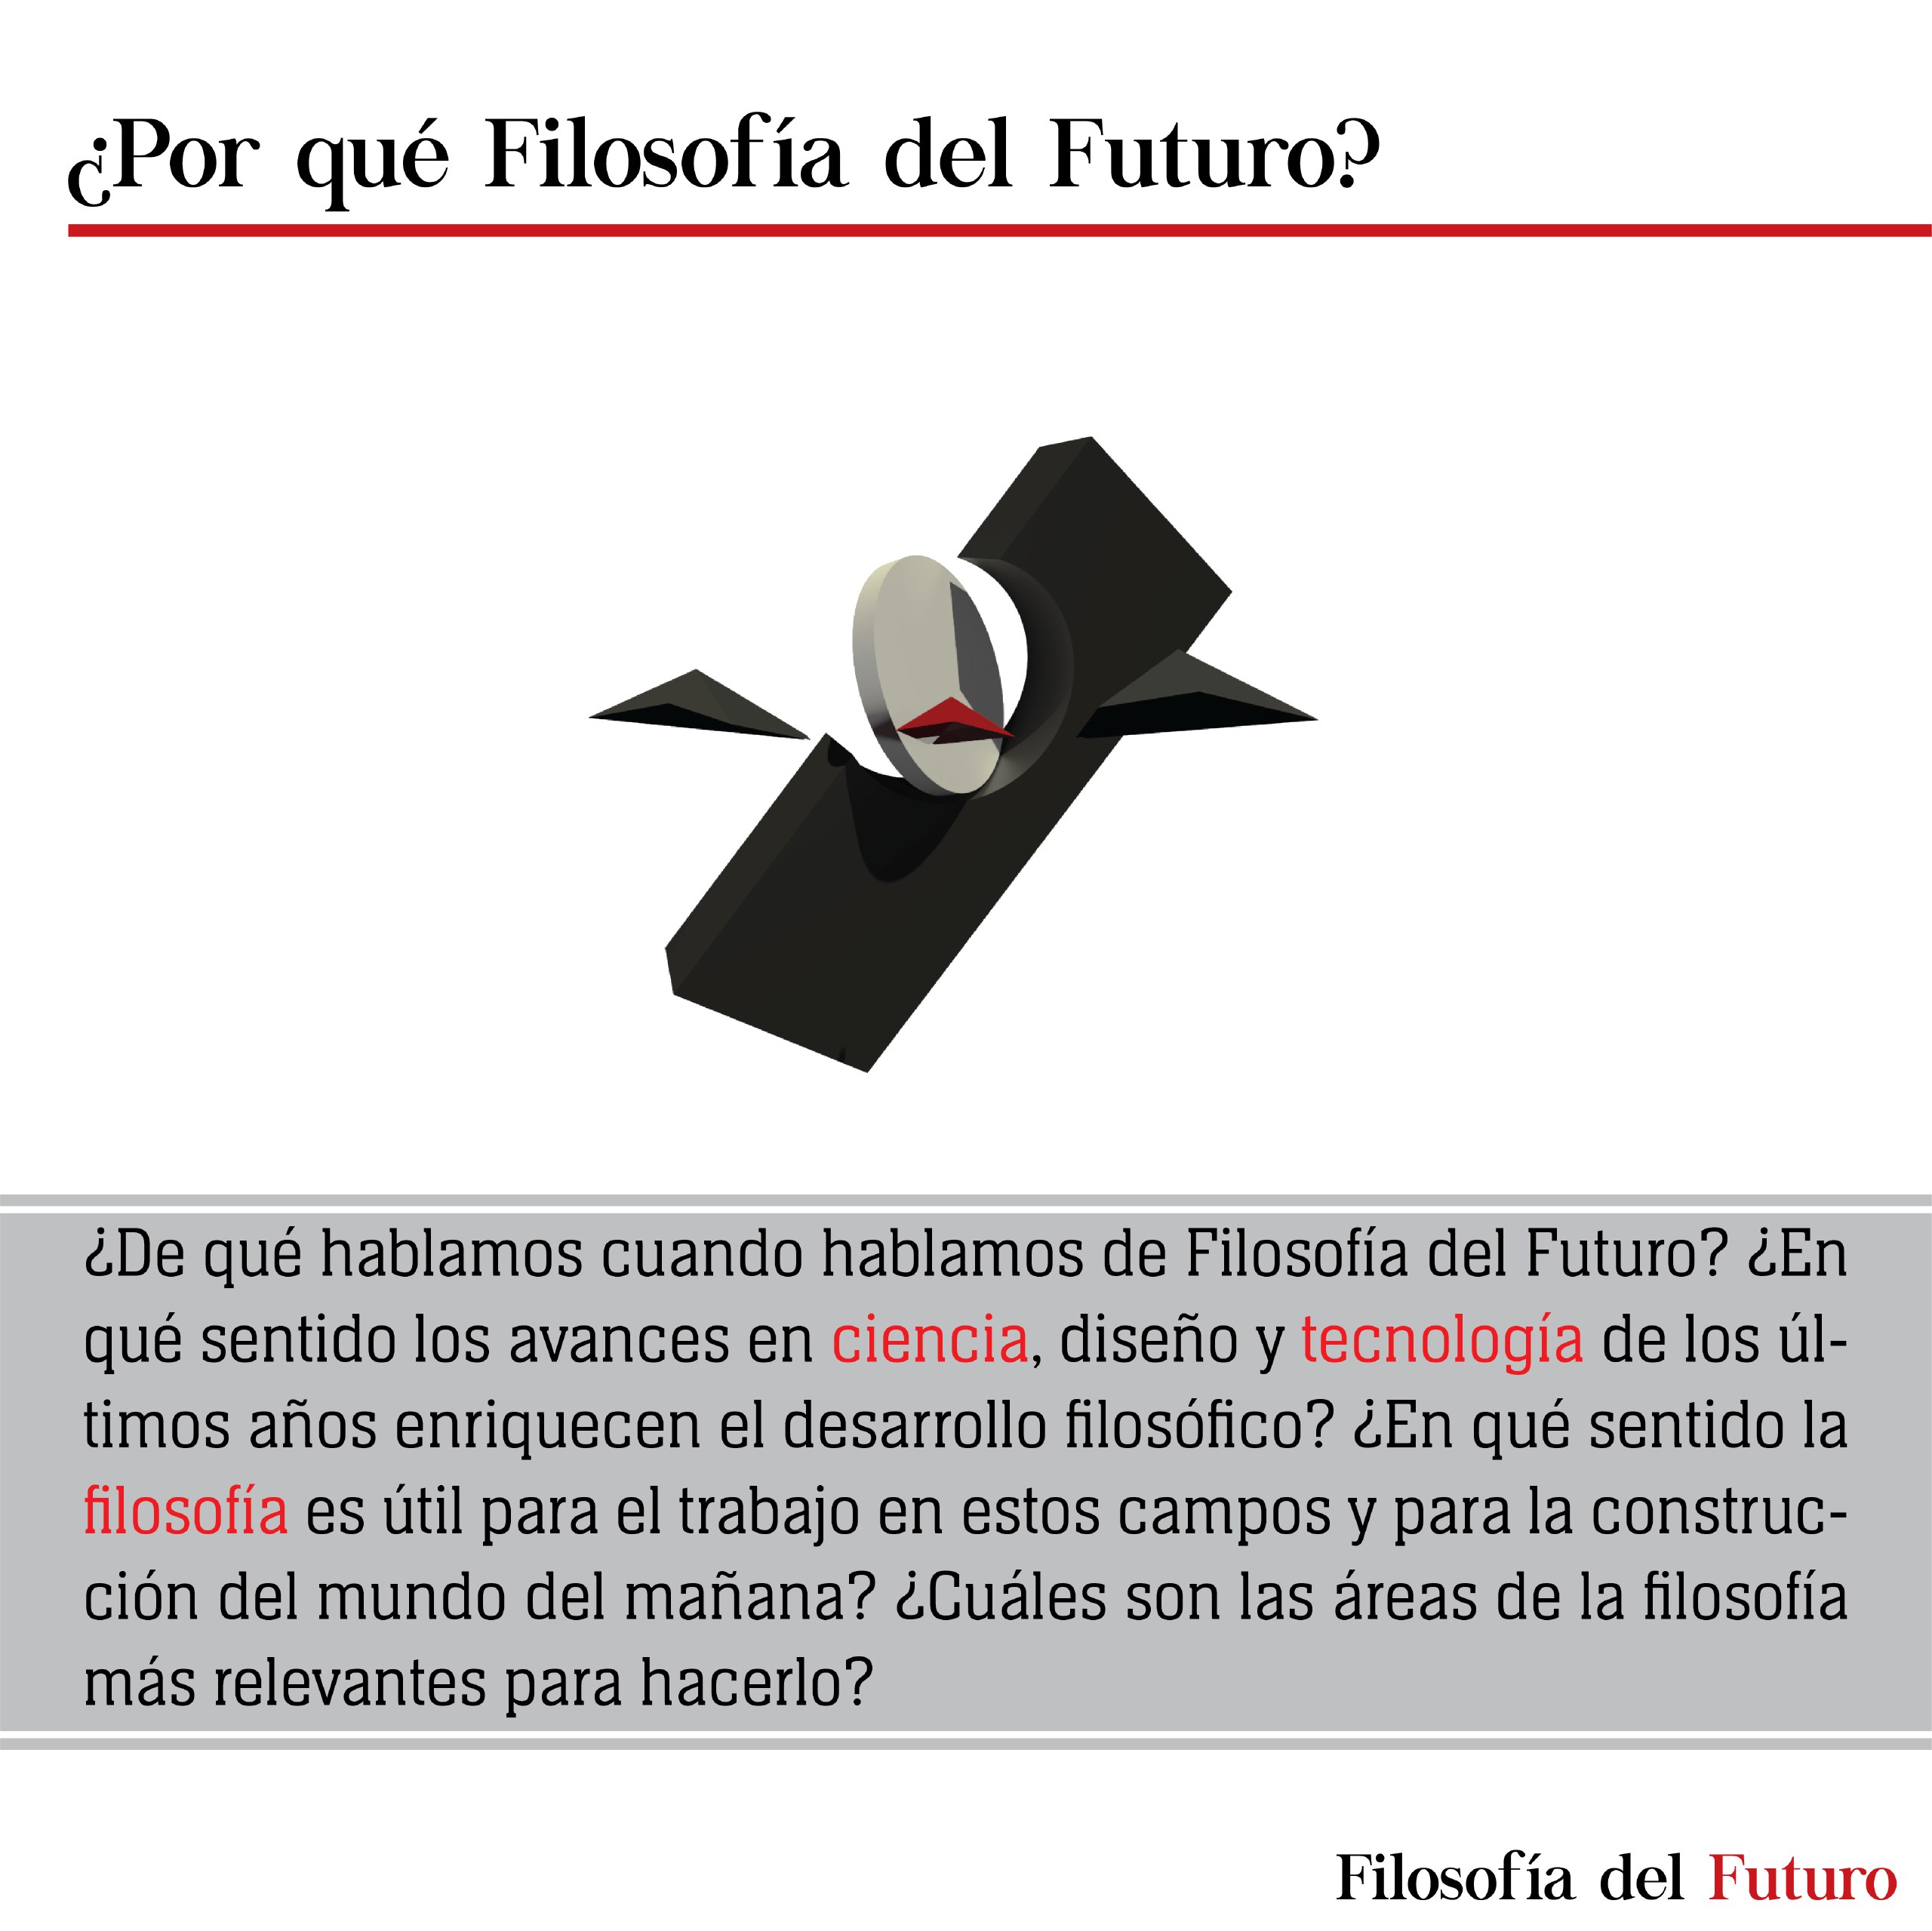 ¿Por qué Filosofía del Futuro?
¿De qué hablamos cuando hablamos de Filosofía del Futuro? ¿En
qué sentido los avances en ciencia, diseño y tecnología de los úl-
timos años enriquecen el desarrollo filosófico? ¿En qué sentido la
filosofía es útil para el trabajo en estos campos y para la construc-
ción del mundo del mañana? ¿Cuáles son las áreas de la filosofía
más relevantes para hacerlo?
Filosofía del Futuro